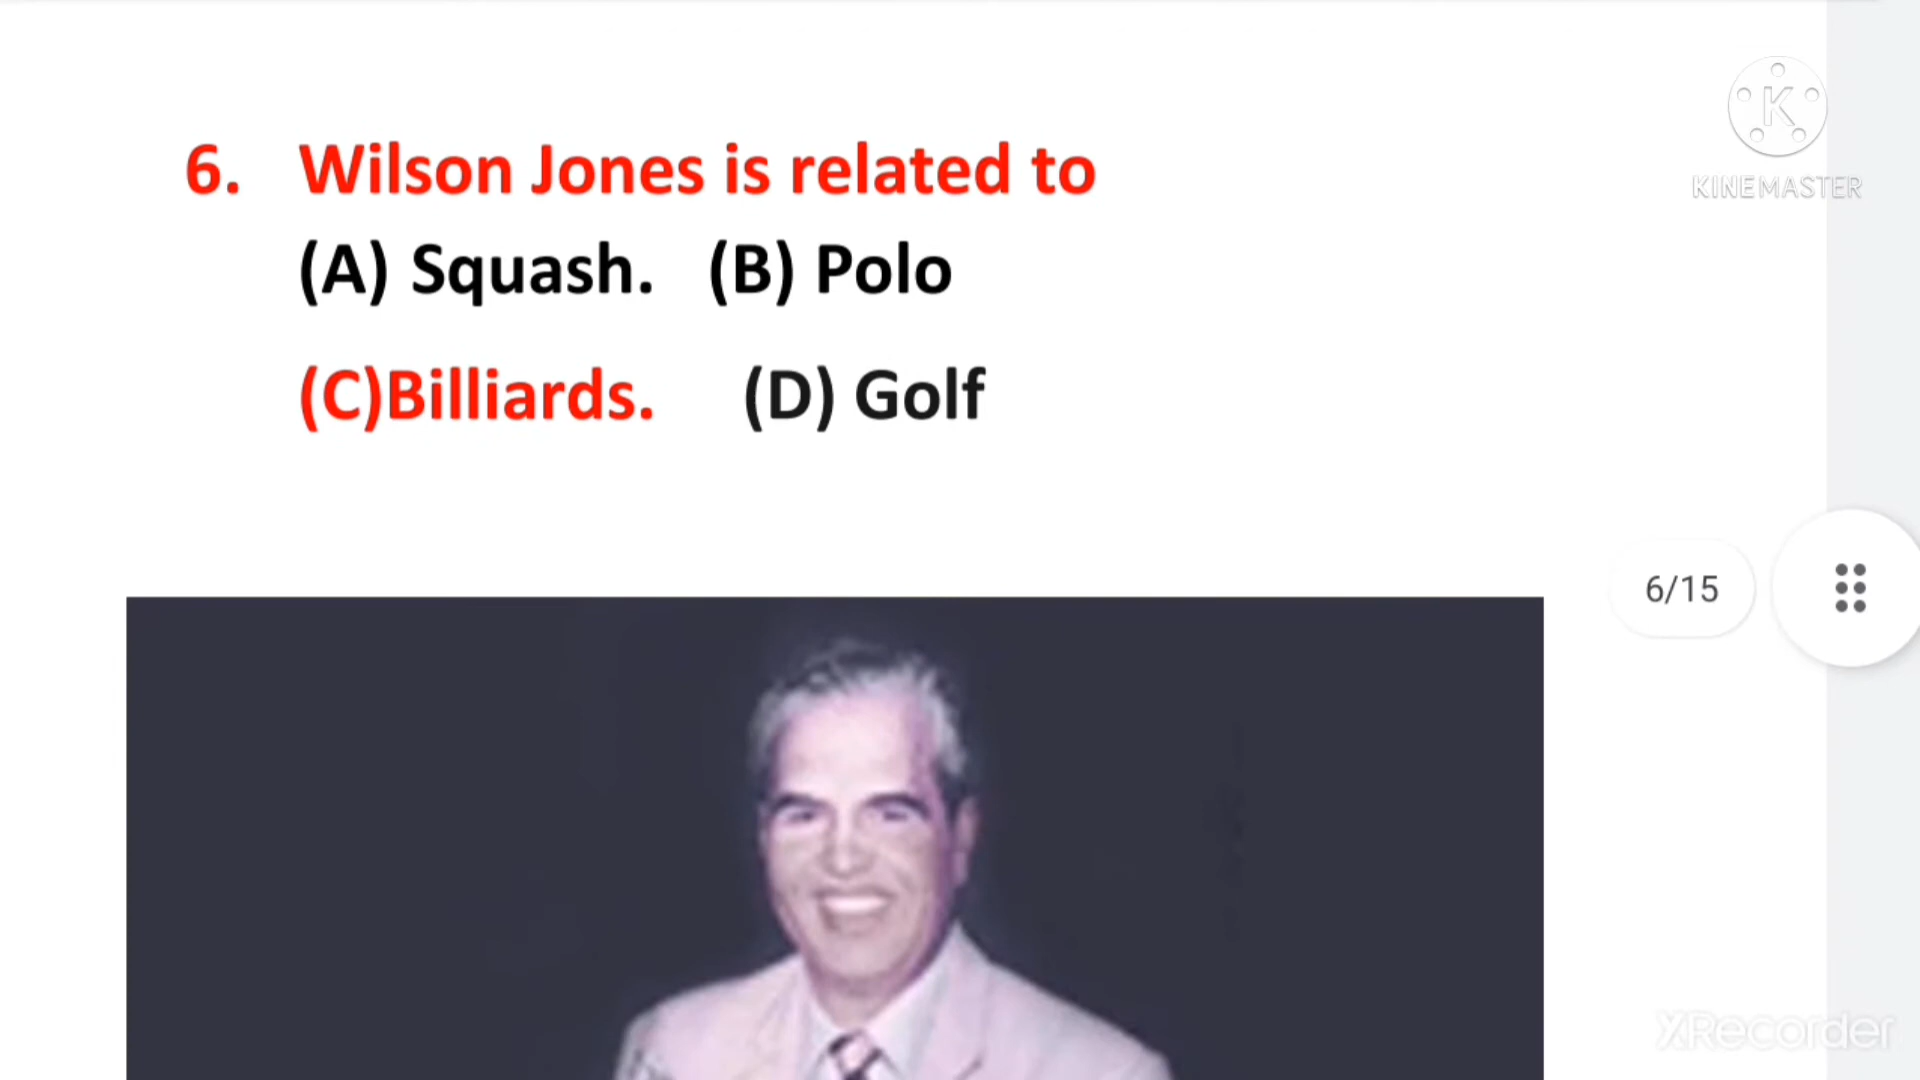 6. Wilson Jones is related to
(A) Squash. (B) Polo
(C)Billiards. (D) Golf
K
KINEMASTER
6/15
XRecorder